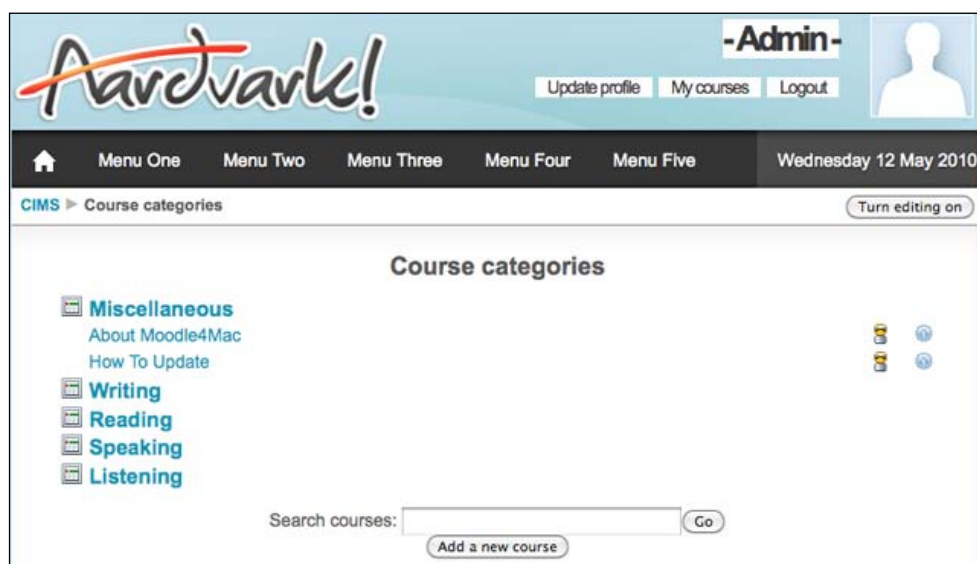 Aardvark!
-Admin-
Update profile My courses Logout
Menu One Menu Two Menu Three Menu Four Menu Five Wednesday 12 May 2010
CIMS Course categories Turn editing on
Course categories
Miscellaneous
About Moodle4Mac
How To Update
Writing
Reading
Speaking
Listening
Search courses: Go
Add a new course